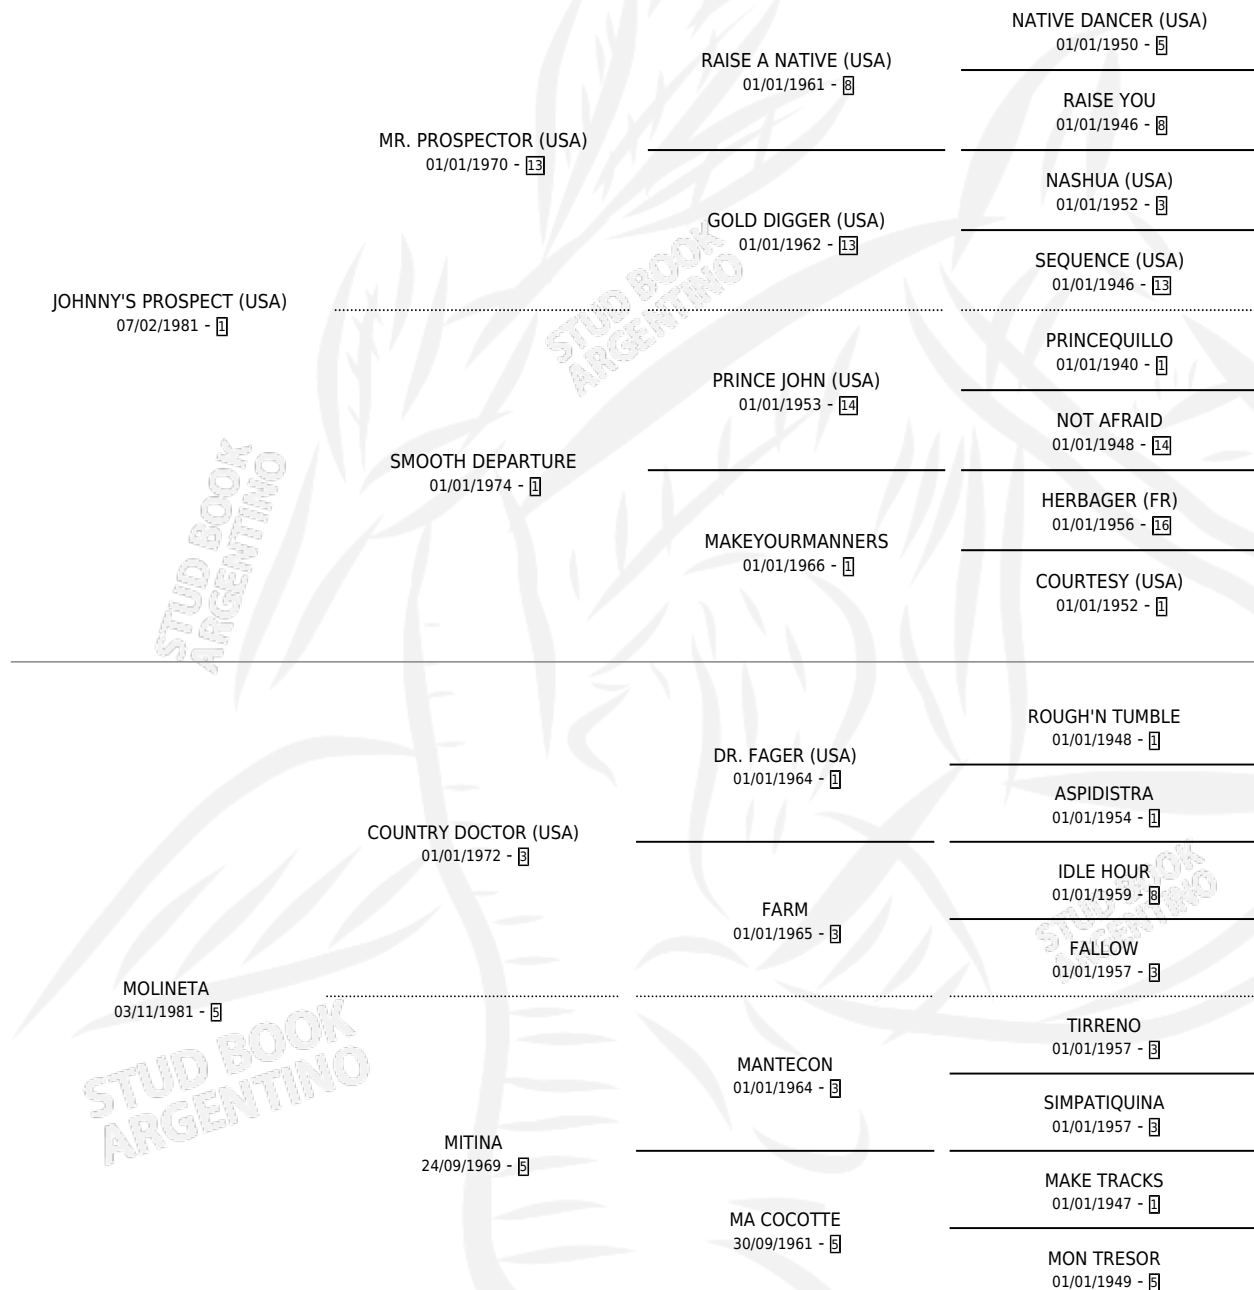 NATIVE DANCER (USA)
01/01/1950 - 5
RAISE A NATIVE (USA)
01/01/1961 - 8
RAISE YOU
01/01/1946 - 8
MR. PROSPECTOR (USA)
01/01/1970 - 13
NASHUA (USA)
01/01/1952 - 3
GOLD DIGGER (USA)
01/01/1962 - 13
SEQUENCE (USA)
01/01/1946 - 13
JOHNNY'S PROSPECT (USA)
07/02/1981 - 1
STUD BOOK
ARGENTINO
PRINCEQUILLO
01/01/1940 - 1
PRINCE JOHN (USA)
01/01/1953 - 14
NOT AFRAID
01/01/1948 - 14
SMOOTH DEPARTURE
01/01/1974 - 1
HERBAGER (FR)
01/01/1956 - 16
MAKEYOURMANNERS
01/01/1966 - 1
COURTESY (USA)
01/01/1952 - 1
STUD BOOK
ARGENTINO
ROUGH'N TUMBLE
01/01/1948 - 1
DR. FAGER (USA)
01/01/1964 - 1
ASPIDISTRA
01/01/1954 - 1
COUNTRY DOCTOR (USA)
01/01/1972 - 3
IDLE HOUR
01/01/1959 - 8
FARM
01/01/1965 - 3
FALLOW
01/01/1957 - 3
STUD BOOK
ARGENTINO
MOLINETA
03/11/1981 - 5
TIRRENO
01/01/1957 - 3
MANTECON
01/01/1964 - 3
SIMPATIQUINA
01/01/1957 - 3
STUD BOOK
ARGENTINO
MITINA
24/09/1969 - 5
MAKE TRACKS
01/01/1947 - 1
MA COCOTTE
30/09/1961 - 5
MON TRESOR
01/01/1949 - 5